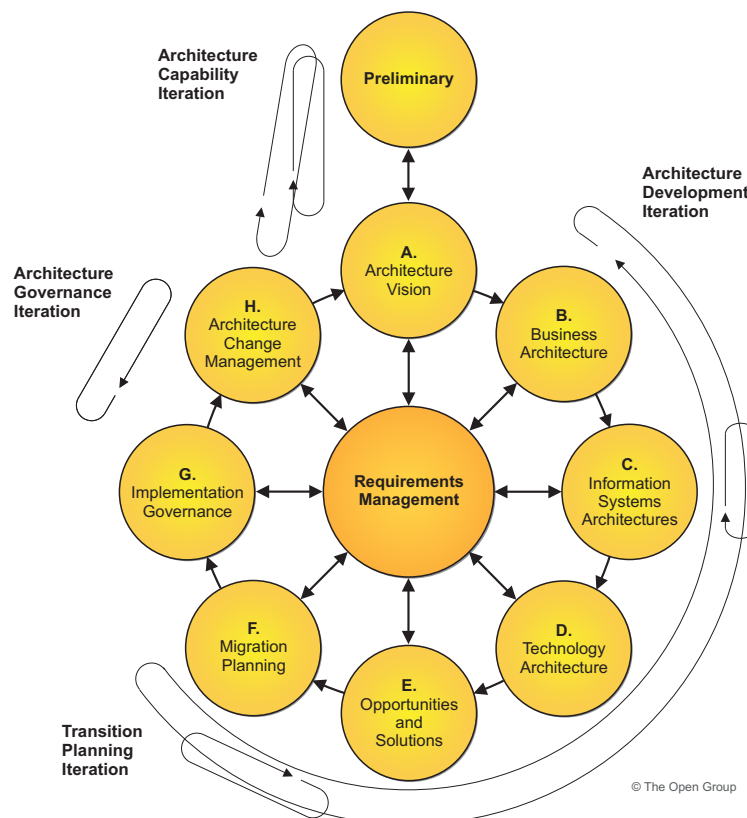 Architecture
Capability
Iteration
Preliminary
Architecture
Development
Iteration
A.
Architecture
Vision
Architecture
Governance
Iteration
H.
Architecture
Change
Management
B.
Business
Architecture
G.
Implementation
Governance
Requirements
Management
C.
Information
Systems
Architectures
F.
Migration
Planning
D.
Technology
Architecture
E.
Opportunities
and
Solutions
Transition
Planning
Iteration
© The Open Group